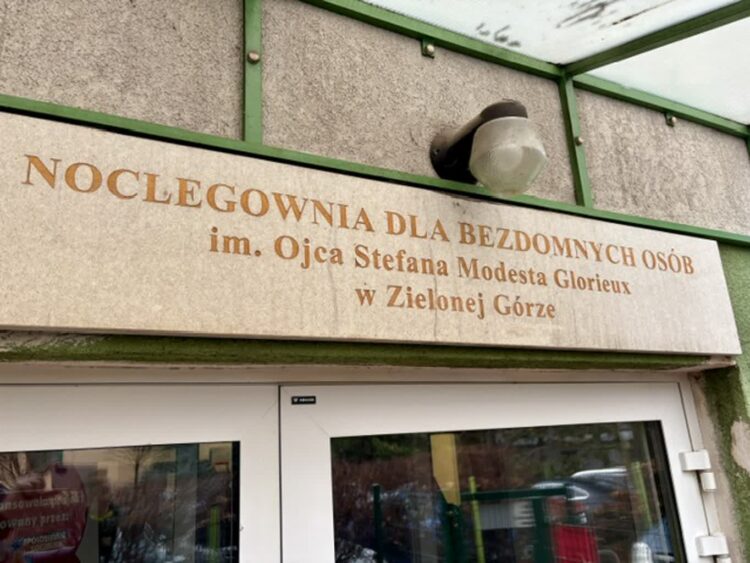 NOCLEGOWNIA DLA BEZDOMNYCH OSÓB
im. Ojca Stefana Modesta Glorieux
w Zielonej Górze